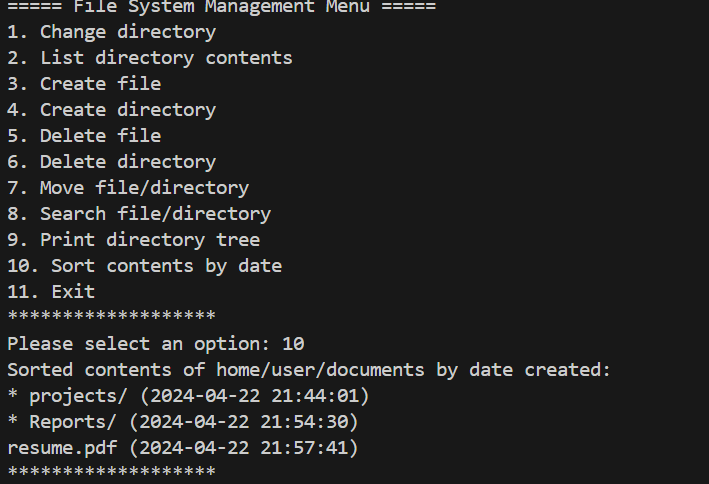 ===== File System Management Menu =====
1. Change directory
2. List directory contents
3. Create file
4. Create directory
5. Delete file
6. Delete directory
7. Move file/directory
8. Search file/directory
9. Print directory tree
10. Sort contents by date
11. Exit
*******************
Please select an option: 10
Sorted contents of home/user/documents by date created:
* projects/ (2024-04-22 21:44:01)
* Reports/ (2024-04-22 21:54:30)
resume.pdf (2024-04-22 21:57:41)
*******************